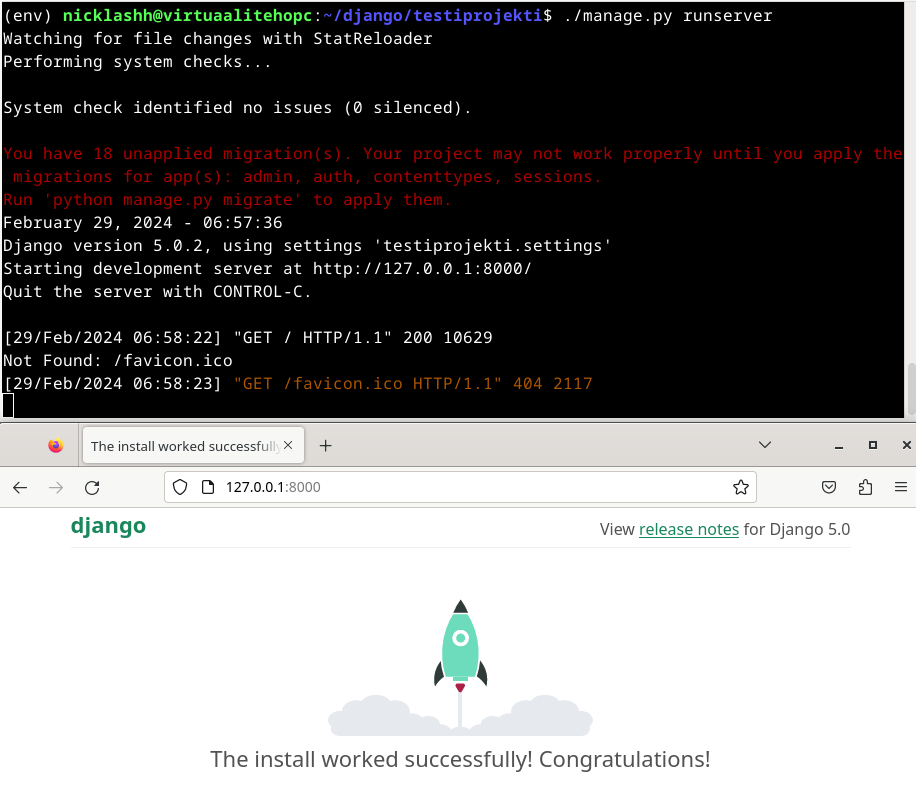 (env) nicklashh@virtuaalitehopc:~/django/testiprojekti$ ./manage.py runserver
Watching for file changes with StatReloader
Performing system checks...
System check identified no issues (0 silenced).
You have 18 unapplied migration(s). Your project may not work properly until you apply the
migrations for app(s): admin, auth, contenttypes, sessions.
Run 'python manage.py migrate' to apply them.
February 29, 2024 - 06:57:36
Django version 5.0.2, using settings 'testiprojekti.settings'
Starting development server at http://127.0.0.1:8000/
Quit the server with CONTROL-C.
[29/Feb/2024 06:58:22] "GET / HTTP/1.1" 200 10629
Not Found: /favicon.ico
[29/Feb/2024 06:58:23] "GET /favicon.ico HTTP/1.1" 404 2117
The install worked successfully
127.0.0.1:8000
django
View release notes for Django 5.0
The install worked successfully! Congratulations!